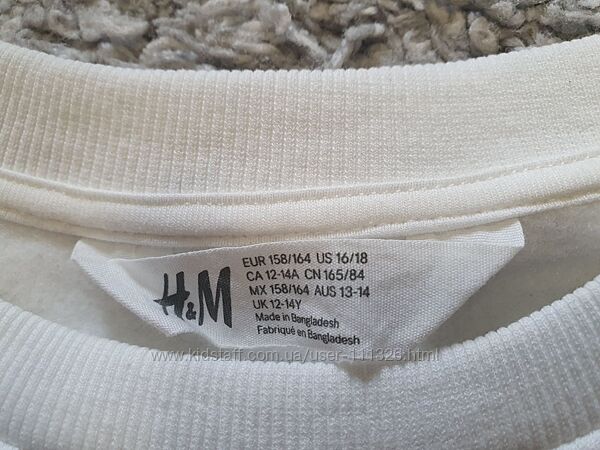 EUR 158/164 US 16/18
CA 12-14A CN 165/84
MX 158/164 AUS 13-14
UK 12-14Y
Made in Bangladesh
Fabriqué en Bangladesh
H&M
www.kidstaff.com.ua/user-111328.html